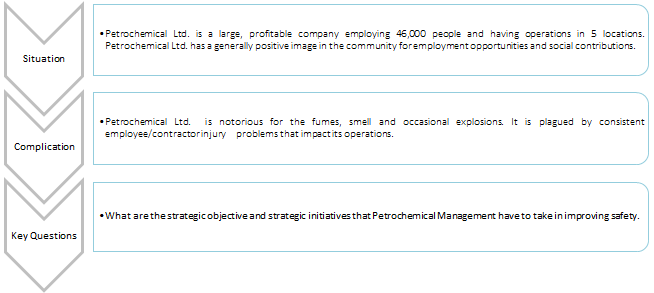 Situation
•Petrochemical Ltd. is a large, profitable company employing 46,000 people and having operations in 5 locations.
Petrochemical Ltd. has a generally positive image in the community for employment opportunities and social contributions.
Complication
•Petrochemical Ltd. is notorious for the fumes, smell and occasional explosions. It is plagued by consistent
employee/contractor injury problems that impact its operations.
Key Questions
•What are the strategic objective and strategic initiatives that Petrochemical Management have to take in improving safety.